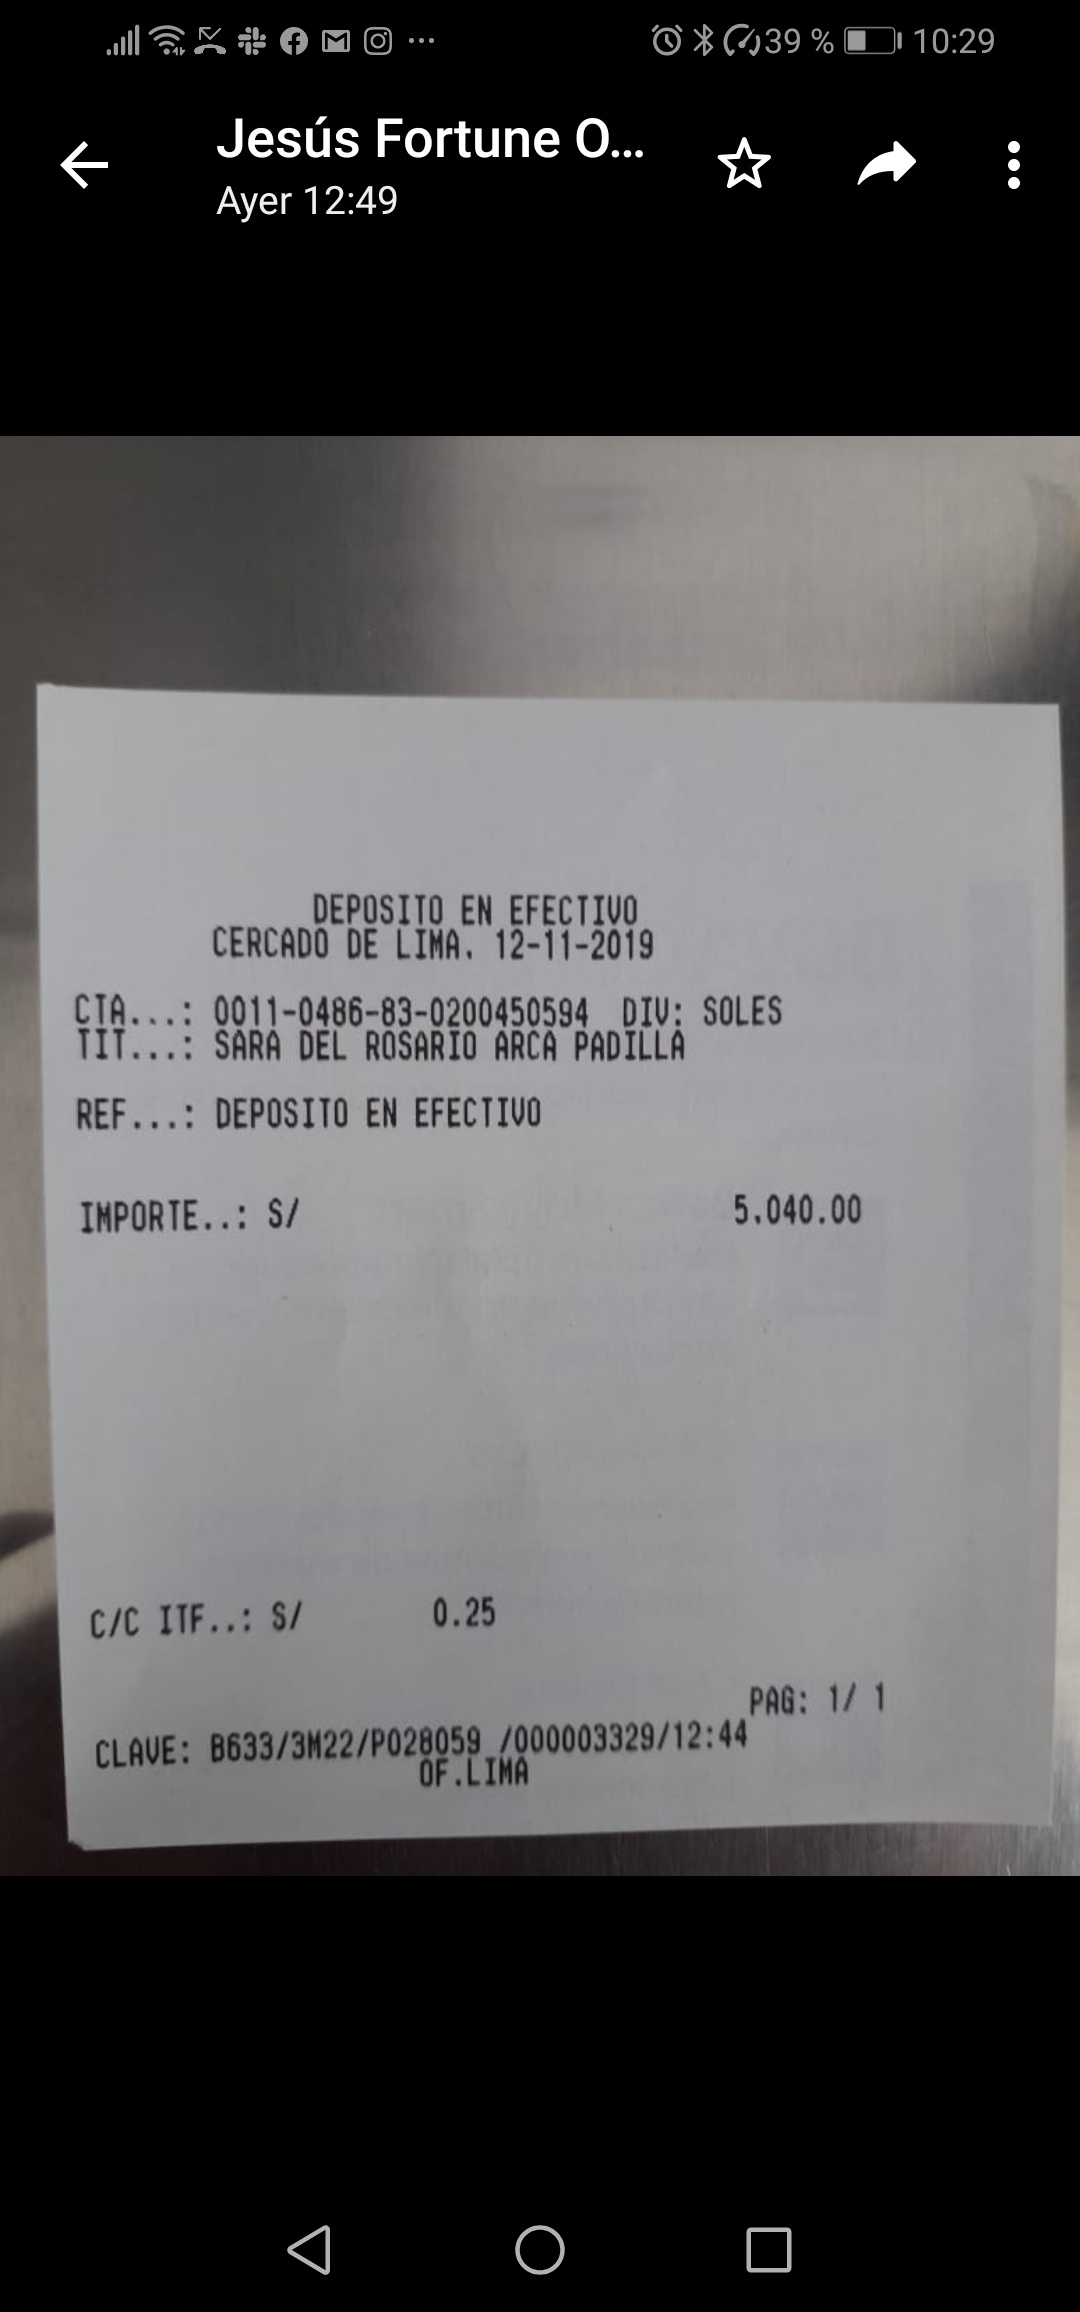 39 % 10:29
Jesús Fortune O...
Ayer 12:49
DEPOSITO EN EFECTIVO
CERCADO DE LIMA. 12-11-2019
CTA...: 0011-0486-83-0200450594 DIV: SOLES
TIT...: SARA DEL ROSARIO ARCA PADILLA
REF...: DEPOSITO EN EFECTIVO
IMPORTE..: S/ 5.040.00
C/C ITF..: S/ 0.25
PAG: 1/ 1
CLAVE: B633/3M22/P028059 /000003329/12:44
OF.LIMA